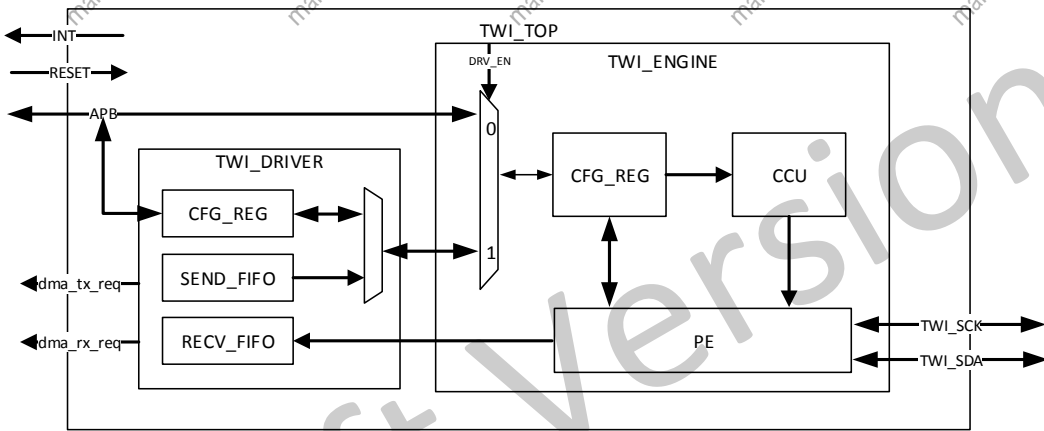 TWI_TOP
INT
RESET
APB
DRV_EN
TWI_ENGINE
0
1
CFG_REG
CCU
PE
TWI_DRIVER
CFG_REG
SEND_FIFO
RECV_FIFO
dma_tx_req
dma_rx_req
TWI_SCK
TWI_SDA
Version